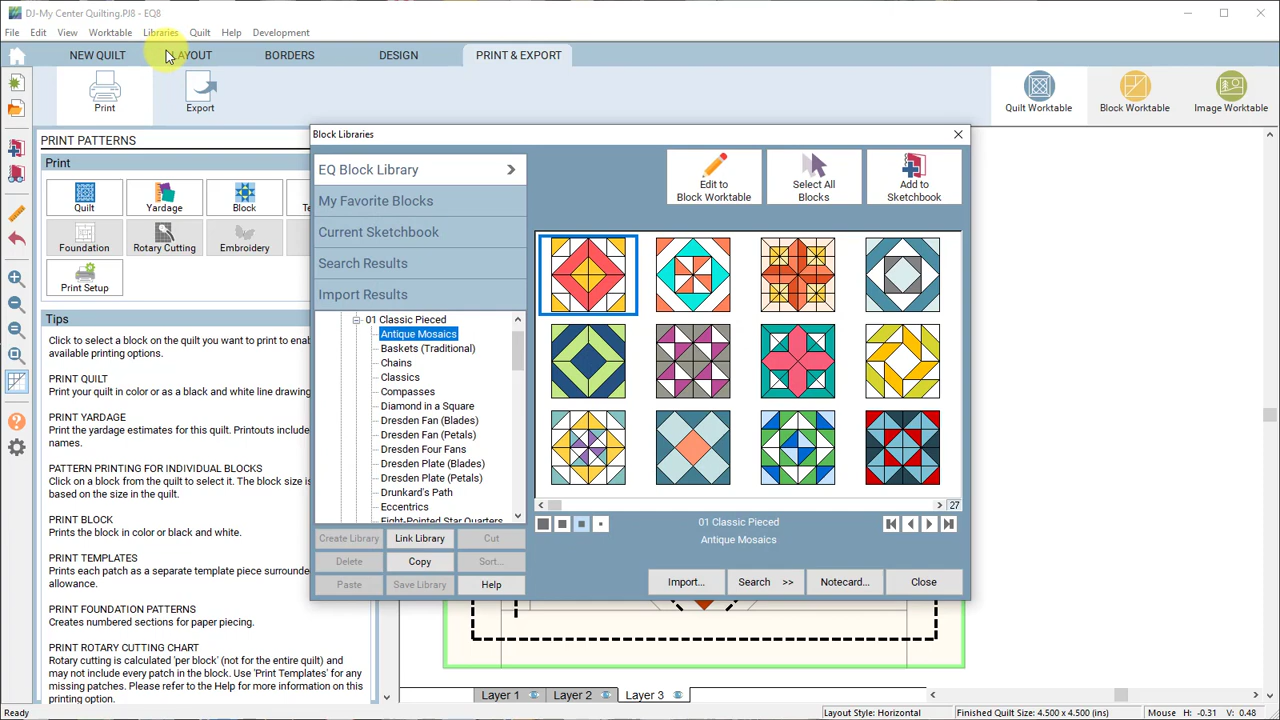 DJ-My Center Quilting.PJ8 - EQ8
File Edit View Worktable Libraries Quilt Help Development
NEW QUILT LAYOUT BORDERS DESIGN PRINT & EXPORT
Print Export Quilt Worktable Block Worktable Image Worktable
PRINT PATTERNS
Print
Quilt Yardage Block
Foundation Rotary Cutting Embroidery
Print Setup
Tips
Click to select a block on the quilt you want to print to
available printing options.
PRINT QUILT
Print your quilt in color or as a black and white line drawing
PRINT YARDAGE
Print the yardage estimates for this quilt. Printouts include
names.
PATTERN PRINTING FOR INDIVIDUAL BLOCKS
Click on a block from the quilt to select it. The block size is
based on the size in the quilt.
PRINT BLOCK
Prints the block in color or black and white.
PRINT TEMPLATES
Prints each patch as a separate template piece
allowance.
PRINT FOUNDATION PATTERNS
Creates numbered sections for paper piecing.
PRINT ROTARY CUTTING CHART
Rotary cutting is calculated 'per block' (not for the entire quilt) and
may not include every patch in the block. Use 'Print Templates' for any
missing patches. Please refer to the Help for more information on this
printing option.
Block Libraries
EQ Block Library
My Favorite Blocks
Current Sketchbook
Search Results
Import Results
Edit to
Block Worktable
Select All
Blocks
Add to
Sketchbook
01 Classic Pieced
Antique Mosaics
Baskets (Traditional)
Chains
Classics
Compasses
Diamond in a Square
Dresden Fan (Blades)
Dresden Fan (Petals)
Dresden Four Fans
Dresden Plate (Blades)
Dresden Plate (Petals)
Drunkard's Path
Eccentrics
Eight-Pointed Star Quarters
27
01 Classic Pieced
Antique Mosaics
Create Library Link Library Cut
Delete Copy Sort...
Paste Save Library Help
Import... Search >> Notecard... Close
Layer 1 Layer 2 Layer 3
Ready Layout Style: Horizontal Finished Quilt Size: 4.500 x 4.500 (ins) Mouse H: -0.31 V: 0.48